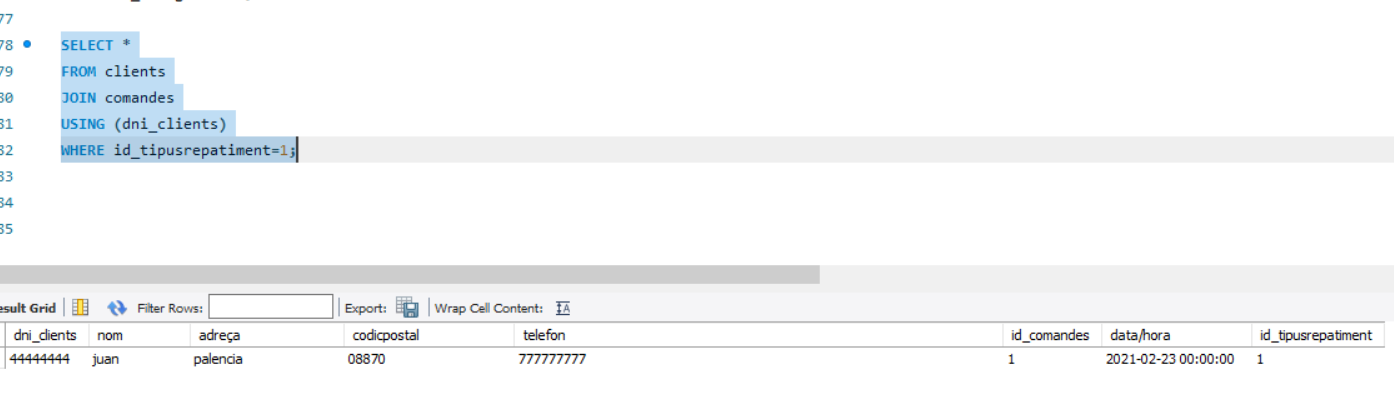 77
78 SELECT *
79 FROM clients
80 JOIN comandes
81 USING (dni_clients)
82 WHERE id_tipusrepatiment=1;
83
84
85
esult Grid Filter Rows: Export: Wrap Cell Content: IA
dni_clients nom adreça codicpostal telefon id_comandes data/hora id_tipusrepatiment
44444444 juan palencia 08870 777777777 1 2021-02-23 00:00:00 1